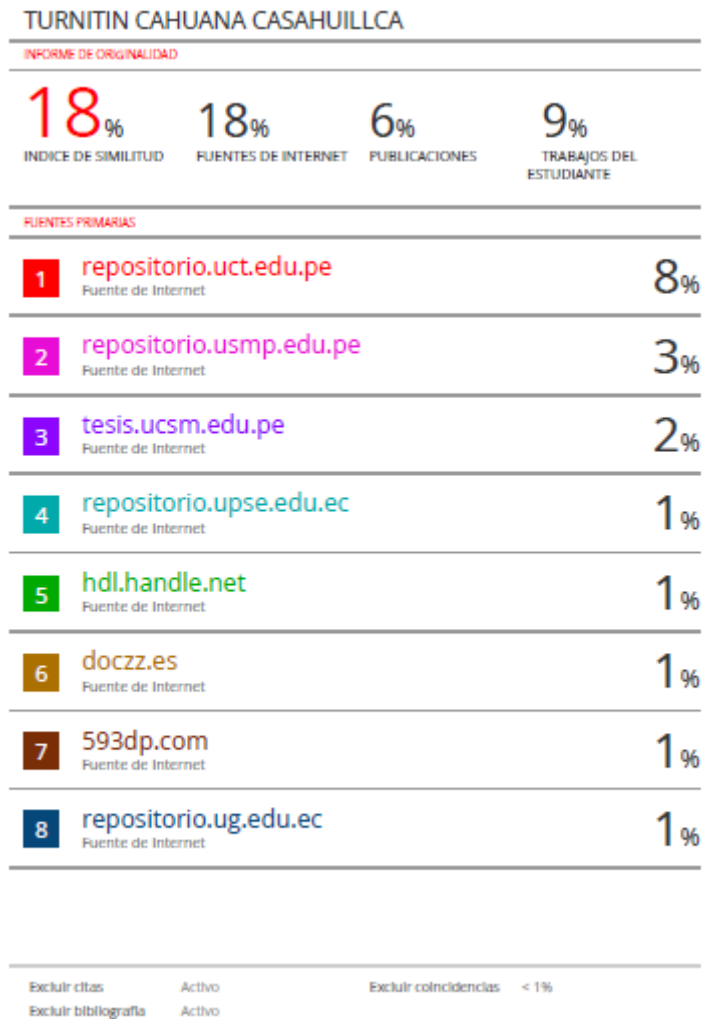 TURNITIN CAHUANA CASAHUILLCA
INFORME DE ORIGINALIDAD
18% 18% 6% 9%
INDICE DE SIMILITUD FUENTES DE INTERNET PUBLICACIONES TRABAJOS DEL
ESTUDIANTE
FUENTES PRIMARIAS
1 repositorio.uct.edu.pe 8%
Fuente de Internet
2 repositorio.usmp.edu.pe 3%
Fuente de Internet
3 tesis.ucsm.edu.pe 2%
Fuente de Internet
4 repositorio.upse.edu.ec 1%
Fuente de Internet
5 hdl.handle.net 1%
Fuente de Internet
6 doczz.es 1%
Fuente de Internet
7 593dp.com 1%
Fuente de Internet
8 repositorio.ug.edu.ec 1%
Fuente de Internet
Excluir citas Activo Excluir coincidencias < 1%
Excluir bibliografía Activo